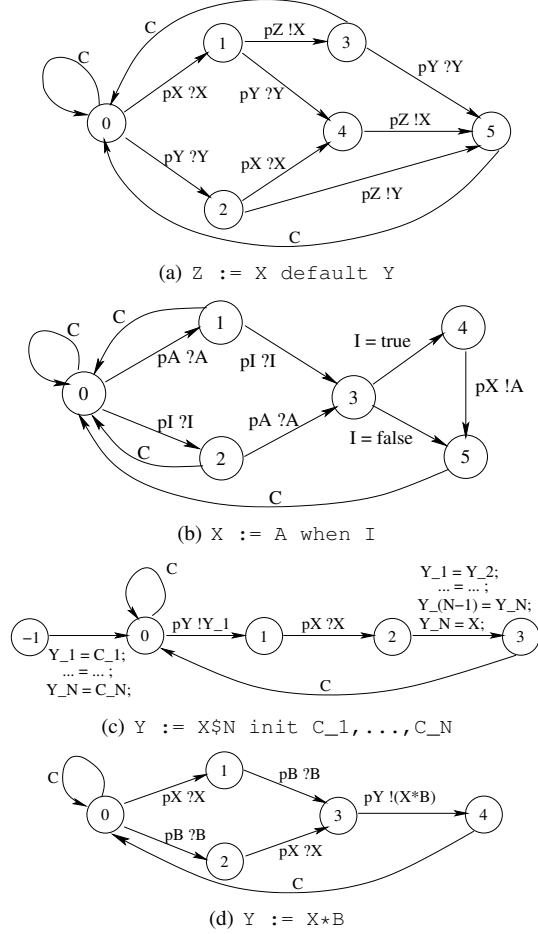 C
C
1
pZ !X
3
pX ?X
pY ?Y
pY ?Y
0
4
pZ !X
5
pY ?Y
pX ?X
2
pZ !Y
C
(a) Z := X default Y
C
C
1
4
I = true
pA ?A
pI ?I
0
3
pX !A
pI ?I
pA ?A
I = false
C
2
5
C
(b) X := A when I
C
Y_1 = Y_2;
... = ... ;
Y_(N−1) = Y_N;
Y_N = X;
−1
0
pY !Y_1
1
pX ?X
2
3
Y_1 = C_1;
... = ... ;
Y_N = C_N;
C
(c) Y := X$N init C_1,...,C_N
C
1
pB ?B
pX ?X
0
3
pY !(X*B)
4
pB ?B
2
pX ?X
C
(d) Y := X*B